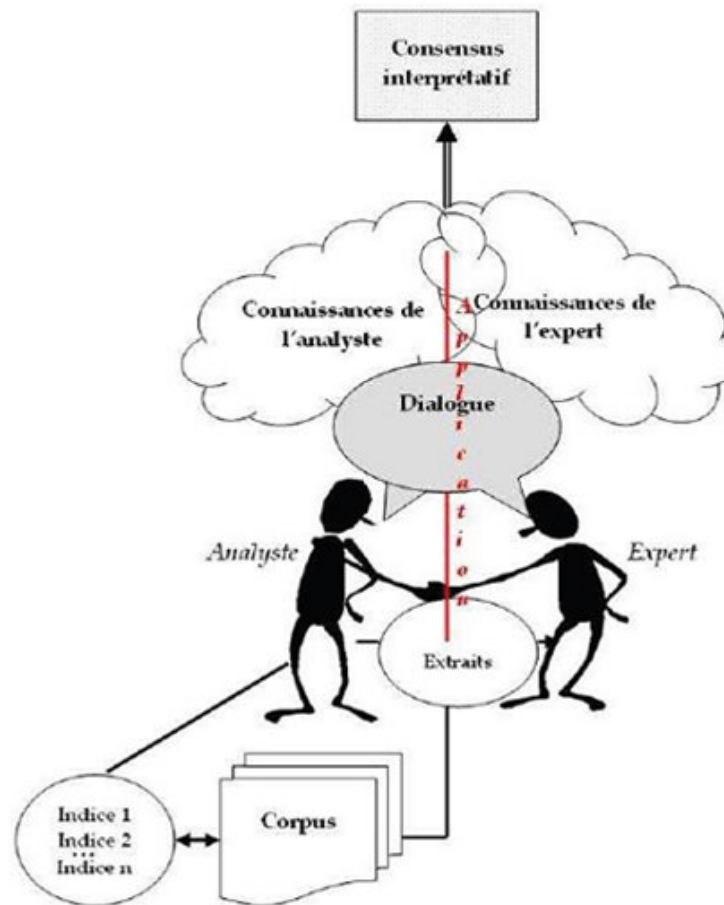 Consensus
interprétatif
Connaissances de
l'analyste
Connaissances de
l'expert
Application
Dialogue
Analyste
Expert
Extraits
Indice 1
Indice 2
...
Indice n
Corpus